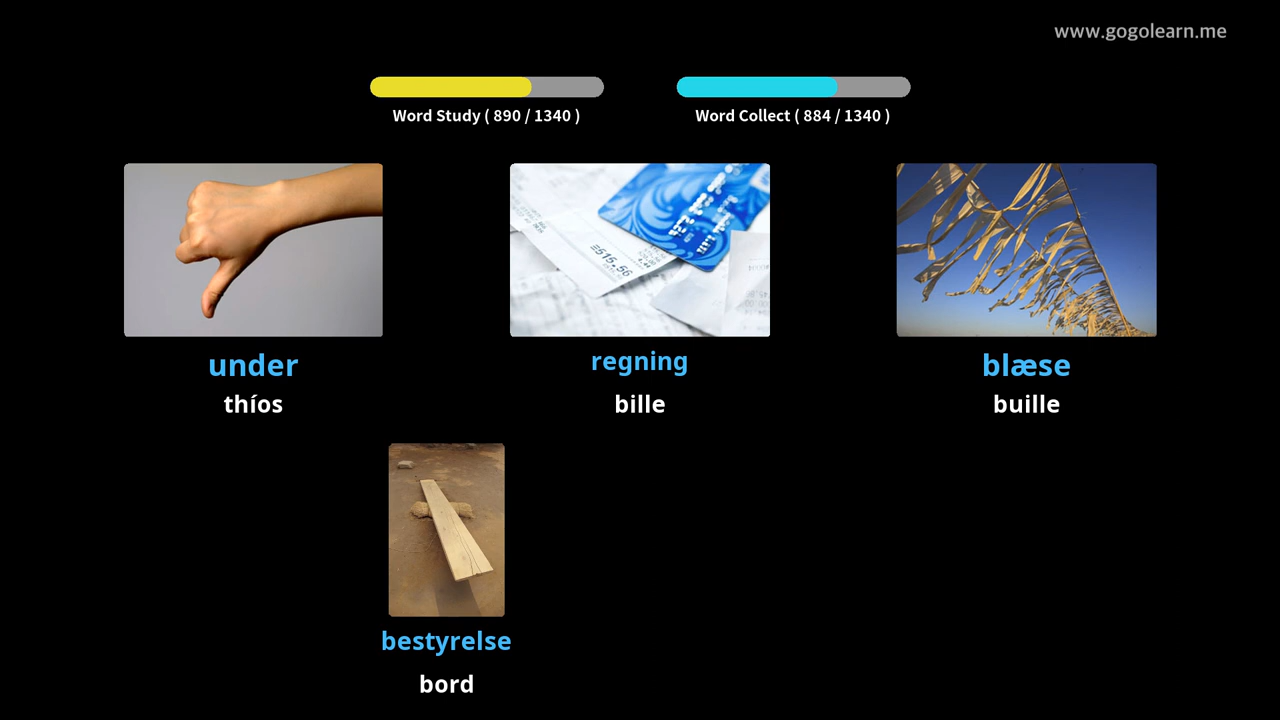 www.gogolearn.me
Word Study ( 890 / 1340 )
Word Collect ( 884 / 1340 )
under
thíos
regning
bille
blæse
buille
bestyrelse
bord